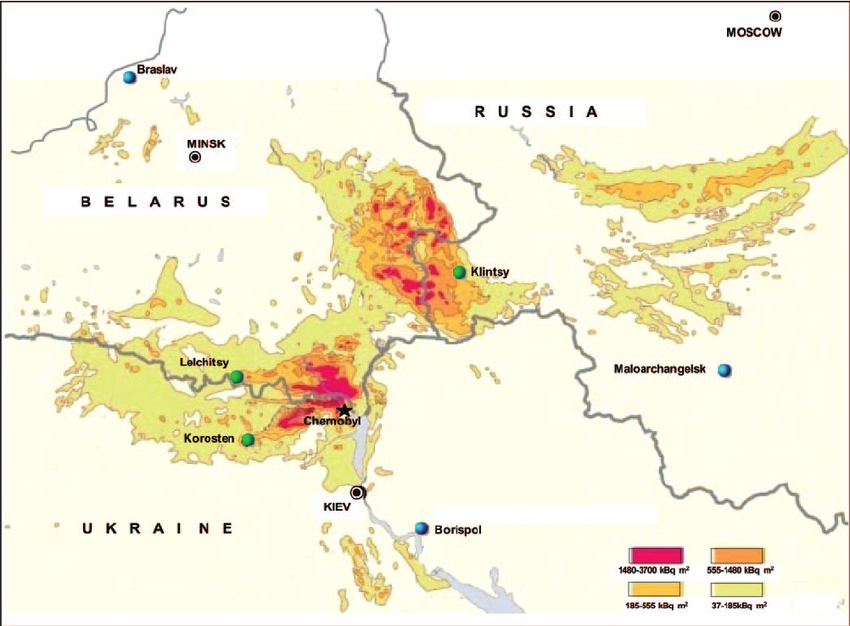 MOSCOW
Braslav
R U S S I A
MINSK
B E L A R U S
Klintsy
Lelchitsy
Maloarchangelsk
Chernobyl
Korosten
KIEV
U K R A I N E
Borispol
1480-3700 kBq m²
555-1480 kBq m²
185-555 kBq m²
37-185kBq m²